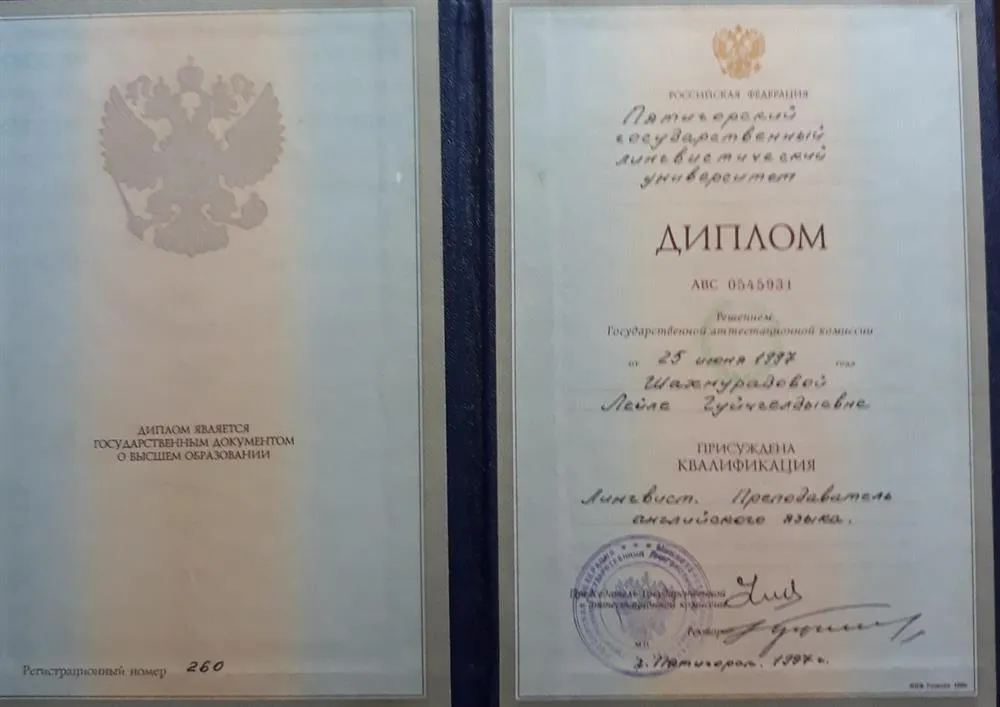 ДИПЛОМ ЯВЛЯЕТСЯ
ГОСУДАРСТВЕННЫМ ДОКУМЕНТОМ
О ВЫСШЕМ ОБРАЗОВАНИИ
Регистрационный номер 260
РОССИЙСКАЯ ФЕДЕРАЦИЯ
Пятигорский
государственный
лингвистический
университет
ДИПЛОМ
АВС 0545931
Решением
Государственной аттестационной комиссии
от 25 июня 1997 года
Шахмурадовой
Лейле Гуйчгелдыевне
ПРИСУЖДЕНА
КВАЛИФИКАЦИЯ
Лингвист. Преподаватель
английского языка.
Председатель Государственной
аттестационной комиссии
Ректор
МП
г. Пятигорск. 1997 г.